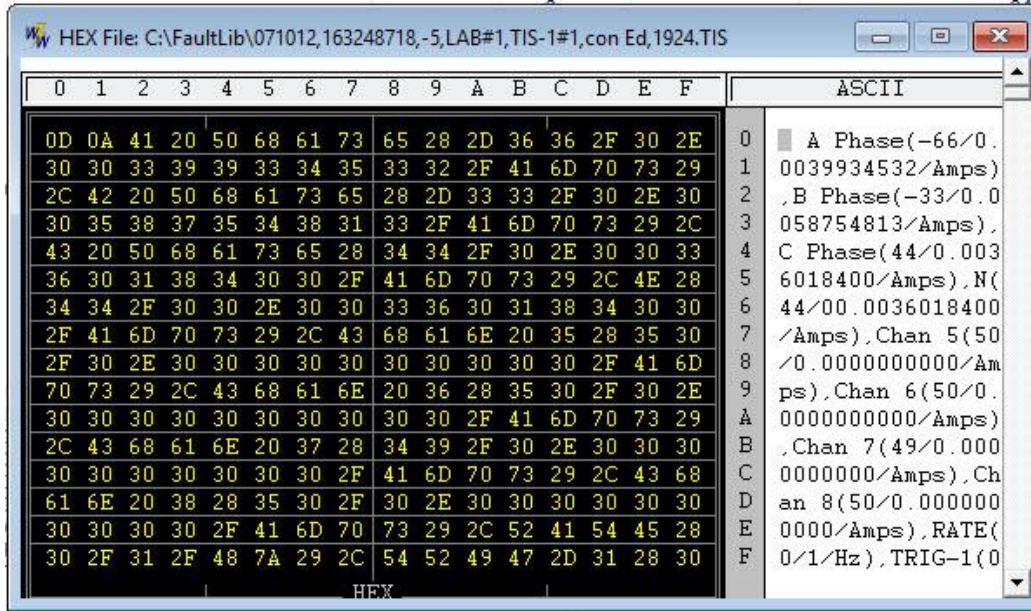 HEX File: C:\FaultLib\071012,163248718,-5,LAB#1,TIS-1#1,con Ed,1924.TIS
0 1 2 3 4 5 6 7 8 9 A B C D E F ASCII
0D 0A 41 20 50 68 61 73 65 28 2D 36 36 2F 30 2E 0 A Phase(-66/0.
30 30 33 39 39 33 34 35 33 32 2F 41 6D 70 73 29 1 0039934532/Amps)
2C 42 20 50 68 61 73 65 28 2D 33 33 2F 30 2E 30 2 ,B Phase(-33/0.0
30 35 38 37 35 34 38 31 33 2F 41 6D 70 73 29 2C 3 058754813/Amps),
43 20 50 68 61 73 65 28 34 34 2F 30 2E 30 30 33 4 C Phase(44/0.003
36 30 31 38 34 30 30 2F 41 6D 70 73 29 2C 4E 28 5 6018400/Amps),N(
34 34 2F 30 30 2E 30 30 33 36 30 31 38 34 30 30 6 44/00.0036018400
2F 41 6D 70 73 29 2C 43 68 61 6E 20 35 28 35 30 7 /Amps),Chan 5(50
2F 30 2E 30 30 30 30 30 30 30 30 30 30 2F 41 6D 8 /0.0000000000/Am
70 73 29 2C 43 68 61 6E 20 36 28 35 30 2F 30 2E 9 ps),Chan 6(50/0.
30 30 30 30 30 30 30 30 30 30 2F 41 6D 70 73 29 A 0000000000/Amps)
2C 43 68 61 6E 20 37 28 34 39 2F 30 2E 30 30 30 B ,Chan 7(49/0.000
30 30 30 30 30 30 30 2F 41 6D 70 73 29 2C 43 68 C 0000000/Amps),Ch
61 6E 20 38 28 35 30 2F 30 2E 30 30 30 30 30 30 D an 8(50/0.000000
30 30 30 30 2F 41 6D 70 73 29 2C 52 41 54 45 28 E 0000/Amps),RATE(
30 2F 31 2F 48 7A 29 2C 54 52 49 47 2D 31 28 30 F 0/1/Hz),TRIG-1(0
HEX